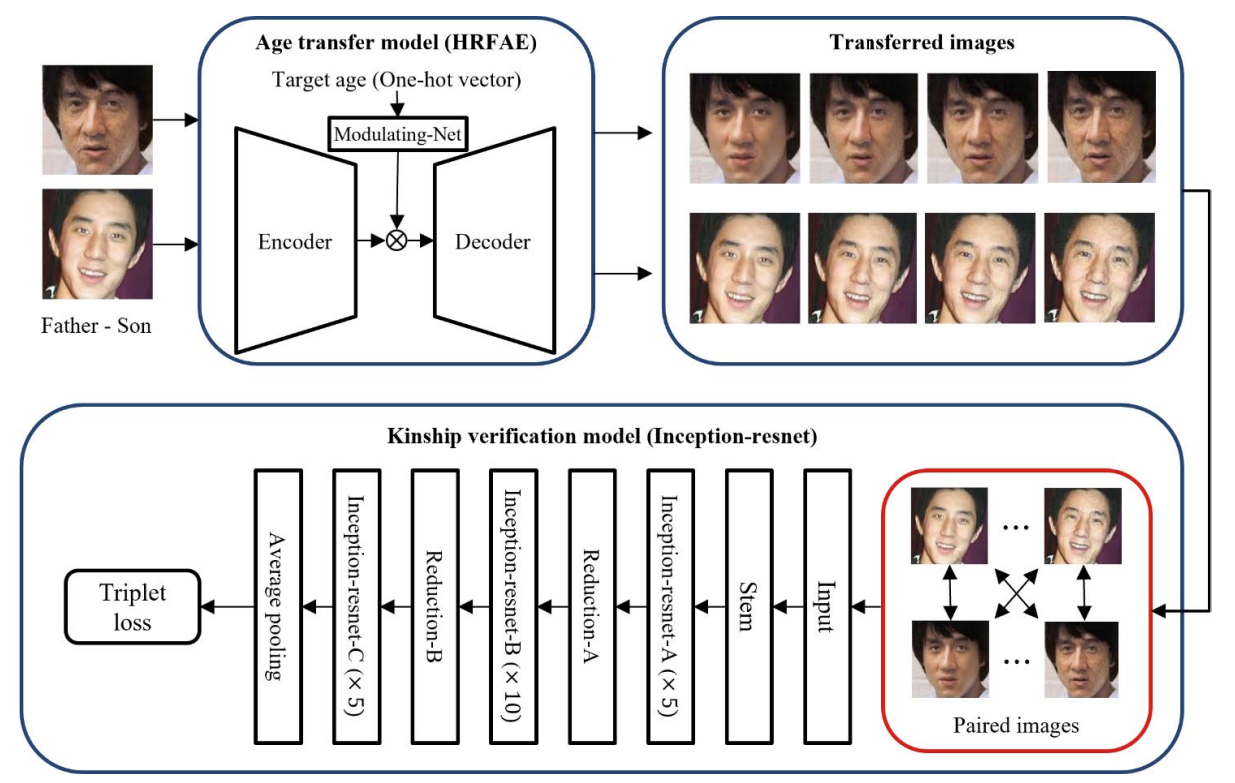 Age transfer model (HRFAE)
Transferred images
Target age (One-hot vector)
Modulating-Net
Encoder
⊗
Decoder
Father - Son
Kinship verification model (Inception-resnet)
Triplet
loss
Average pooling
Inception-resnet-C (× 5)
Reduction-B
Inception-resnet-B (× 10)
Reduction-A
Inception-resnet-A (× 5)
Stem
Input
...
...
Paired images